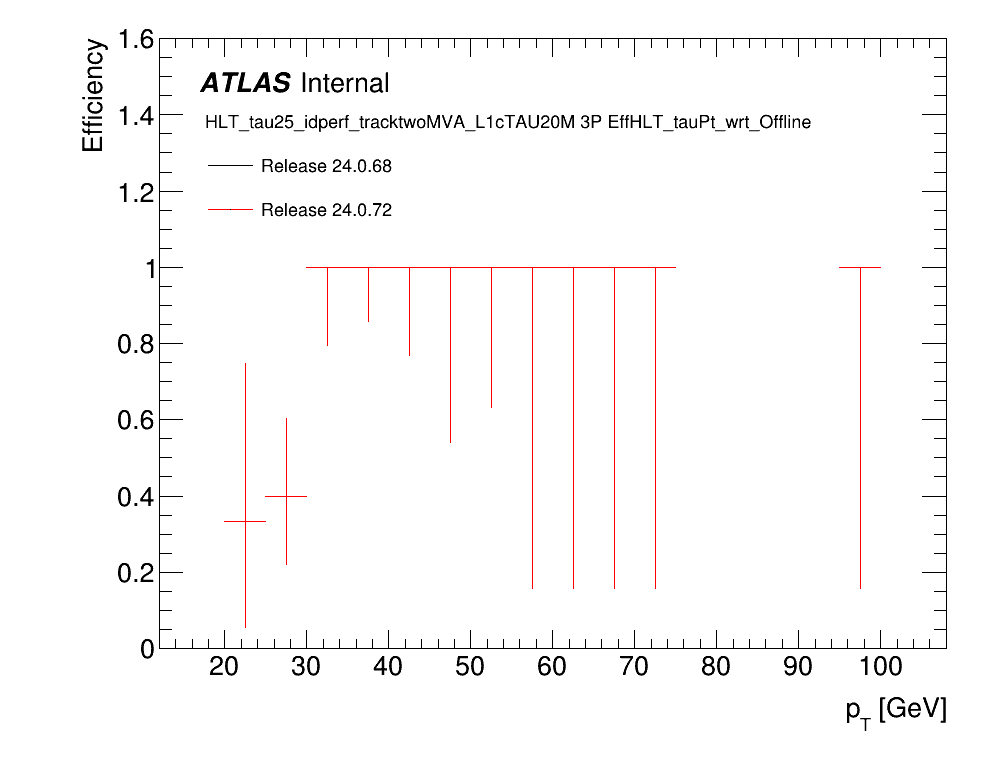 Efficiency
1.6
1.4
1.2
1
0.8
0.6
0.4
0.2
0
ATLAS Internal
HLT_tau25_idperf_tracktwoMVA_L1cTAU20M 3P EffHLT_tauPt_wrt_Offline
Release 24.0.68
Release 24.0.72
20 30 40 50 60 70 80 90 100
p_T [GeV]